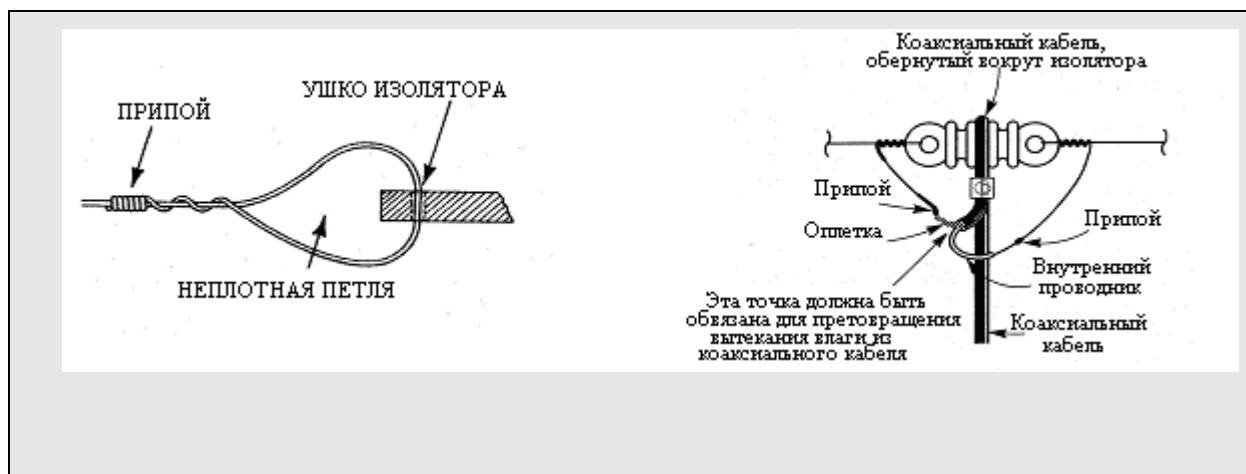 ПРИПОЙ
УШКО ИЗОЛЯТОРА
НЕПЛОТНАЯ ПЕТЛЯ
Коаксиальный кабель,
обернутый вокруг изолятора
Припой
Оплетка
Припой
Внутренний
проводник
Эта точка должна быть
обвязана для претовращения
вытекания влаги из
коаксиального кабеля
Коаксиальный
кабель